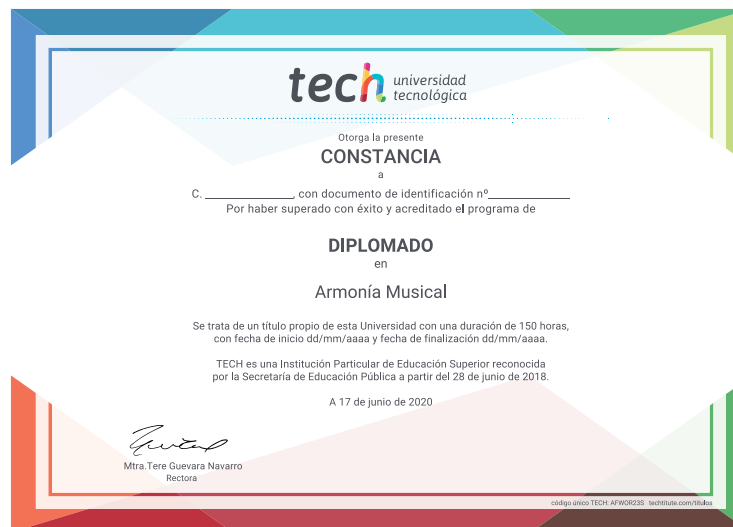 tech universidad
tecnológica
Otorga la presente
CONSTANCIA
a
C. ________________, con documento de identificación nº______________
Por haber superado con éxito y acreditado el programa de
DIPLOMADO
en
Armonía Musical
Se trata de un título propio de esta Universidad con una duración de 150 horas,
con fecha de inicio dd/mm/aaaa y fecha de finalización dd/mm/aaaa.
TECH es una Institución Particular de Educación Superior reconocida
por la Secretaría de Educación Pública a partir del 28 de junio de 2018.
A 17 de junio de 2020
Mtra.Tere Guevara Navarro
Rectora
código único TECH: AFWOR23S techtitute.com/titulos